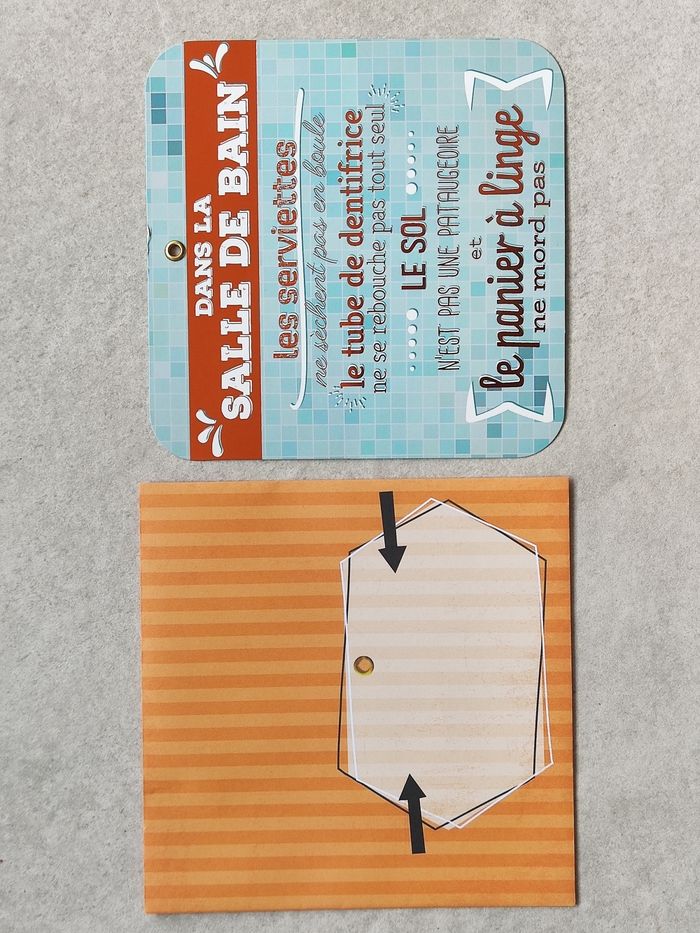 DANS LA
SALLE DE BAIN
les serviettes
ne sèchent pas en boule
le tube de dentifrice
ne se rebouche pas tout seul
LE SOL
N'EST PAS UNE PATAUGEOIRE
et
le panier à linge
ne mord pas